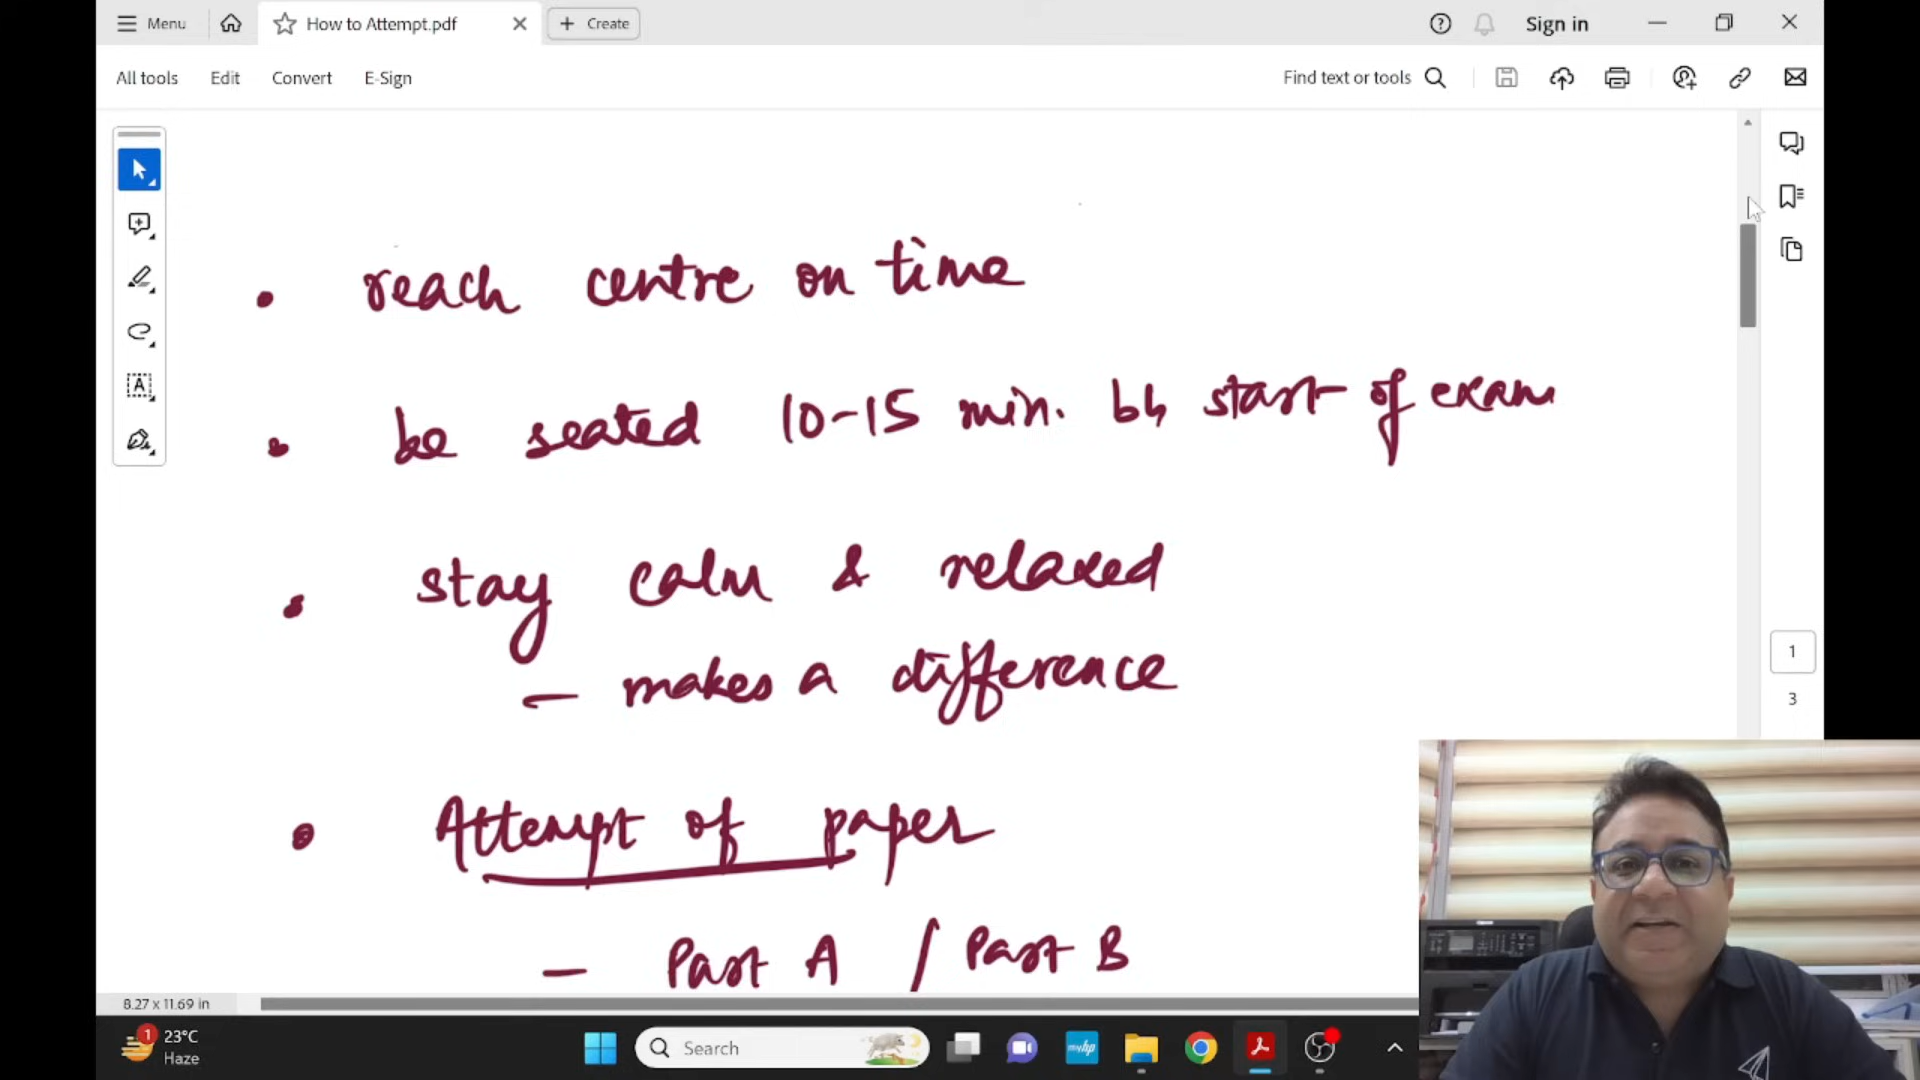 Menu
How to Attempt.pdf
Create
Sign in
All tools
Edit
Convert
E-Sign
Find text or tools
• reach centre on time
• be seated 10-15 min. b4 start of exam
• stay calm & relaxed
– makes a difference
• Attempt of paper
– Part A / Part B
1
3
8.27 x 11.69 in
1
23°C
Haze
Search
myhp